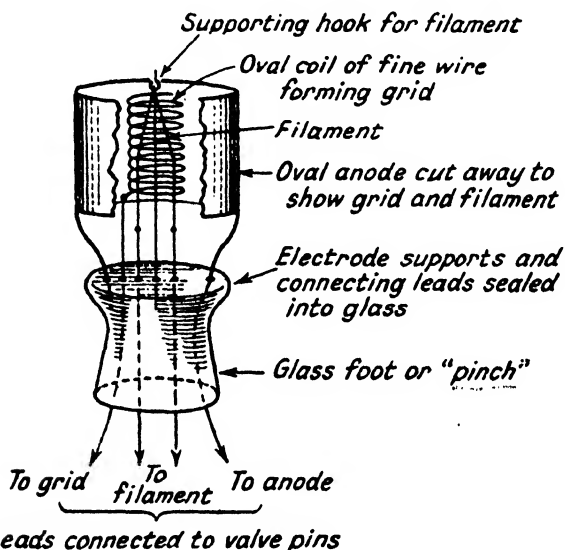 Supporting hook for filament
Oval coil of fine wire
forming grid
Filament
Oval anode cut away to
show grid and filament
Electrode supports and
connecting leads sealed
into glass
Glass foot or "pinch"
To grid To filament To anode
eads connected to valve pins